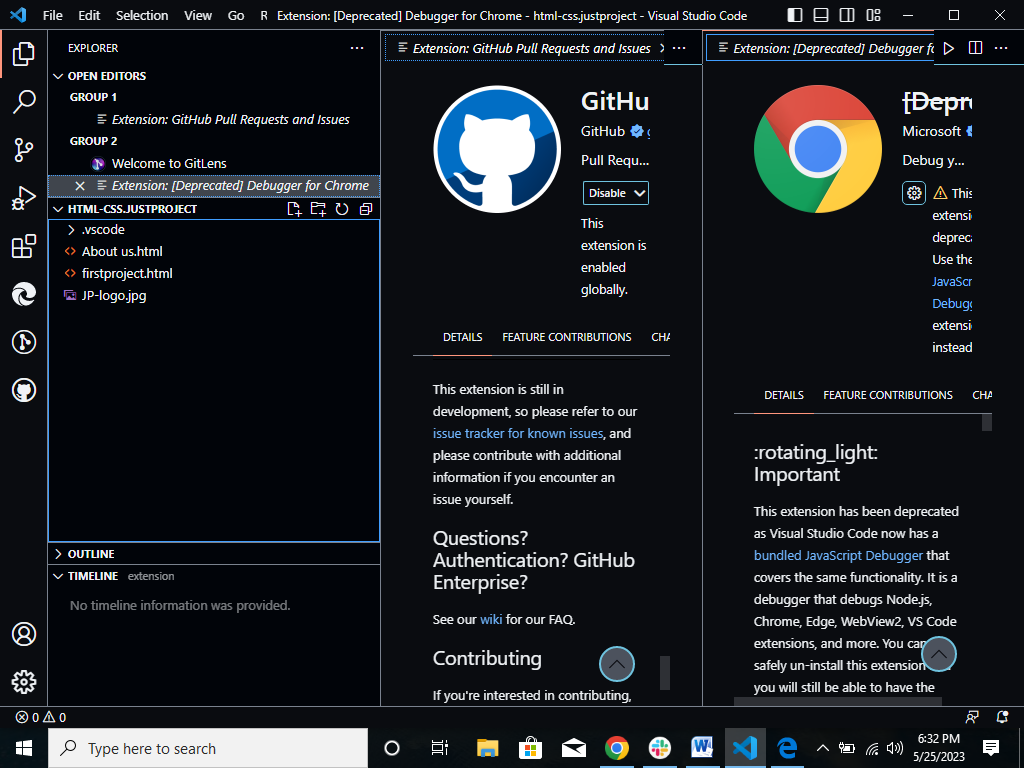 File Edit Selection View Go R Extension: [Deprecated] Debugger for Chrome - html-css.justproject - Visual Studio Code
EXPLORER
OPEN EDITORS
GROUP 1
Extension: GitHub Pull Requests and Issues
GROUP 2
Welcome to GitLens
Extension: [Deprecated] Debugger for Chrome
HTML-CSS.JUSTPROJECT
.vscode
About us.html
firstproject.html
JP-logo.jpg
OUTLINE
TIMELINE extension
No timeline information was provided.
Extension: GitHub Pull Requests and Issues
GitHu
GitHub
Pull Requ...
Disable
This
extension is
enabled
globally.
DETAILS FEATURE CONTRIBUTIONS CHA
This extension is still in
development, so please refer to our
issue tracker for known issues, and
please contribute with additional
information if you encounter an
issue yourself.
Questions?
Authentication? GitHub
Enterprise?
See our wiki for our FAQ.
Contributing
If you're interested in contributing,
Extension: [Deprecated] Debugger fo
[Depr
Microsoft
Debug y...
This
extensi
depreca
Use the
JavaScr
Debugg
extensi
instead
DETAILS FEATURE CONTRIBUTIONS CHA
:rotating_light:
Important
This extension has been deprecated
as Visual Studio Code now has a
bundled JavaScript Debugger that
covers the same functionality. It is a
debugger that debugs Node.js,
Chrome, Edge, WebView2, VS Code
extensions, and more. You can
safely un-install this extension
you will still be able to have the
0 0
Type here to search
6:32 PM
5/25/2023